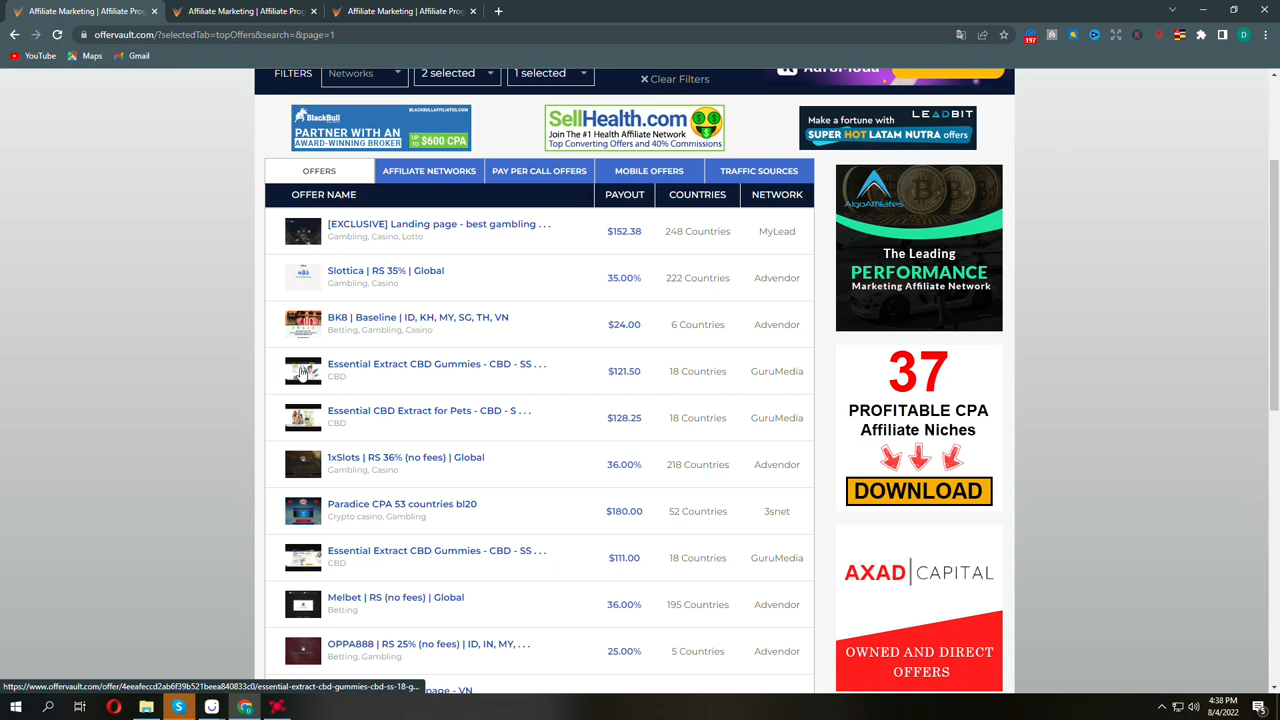 Affiliate Marketing Prog
Affiliate Marketing Prog
Affiliate Marketing Prog
offervault.com/?selectedTab=topOffers&search=&page=1
197
D
YouTube
Maps
Gmail
FILTERS
Networks
2 selected
1 selected
Clear Filters
BlackBull
BLACKBULLAFFILIATES.COM
PARTNER WITH AN
AWARD-WINNING BROKER
UP TO $600 CPA
SellHealth.com
Join The #1 Health Affiliate Network
Top Converting Offers and 40% Commissions
LEADBIT
Make a fortune with
SUPER HOT LATAM NUTRA offers
OFFERS
AFFILIATE NETWORKS
PAY PER CALL OFFERS
MOBILE OFFERS
TRAFFIC SOURCES
OFFER NAME
PAYOUT
COUNTRIES
NETWORK
[EXCLUSIVE] Landing page - best gambling . . .
Gambling, Casino, Lotto
$152.38
248 Countries
MyLead
Slottica | RS 35% | Global
Gambling, Casino
35.00%
222 Countries
Advendor
BK8 | Baseline | ID, KH, MY, SG, TH, VN
Betting, Gambling, Casino
$24.00
6 Countries
Advendor
Essential Extract CBD Gummies - CBD - SS . . .
CBD
$121.50
18 Countries
GuruMedia
Essential CBD Extract for Pets - CBD - S . . .
CBD
$128.25
18 Countries
GuruMedia
1xSlots | RS 36% (no fees) | Global
Gambling, Casino
36.00%
218 Countries
Advendor
Paradice CPA 53 countries bl20
Crypto casino, Gambling
$180.00
52 Countries
3snet
Essential Extract CBD Gummies - CBD - SS . . .
CBD
$111.00
18 Countries
GuruMedia
Melbet | RS (no fees) | Global
Betting
36.00%
195 Countries
Advendor
OPPA888 | RS 25% (no fees) | ID, IN, MY, . . .
Betting, Gambling
25.00%
5 Countries
Advendor
page - VN
AlgoAffiliates
The Leading
PERFORMANCE
Marketing Affiliate Network
37
PROFITABLE CPA
Affiliate Niches
DOWNLOAD
AXAD CAPITAL
OWNED AND DIRECT
OFFERS
4:38 PM
8/4/2022